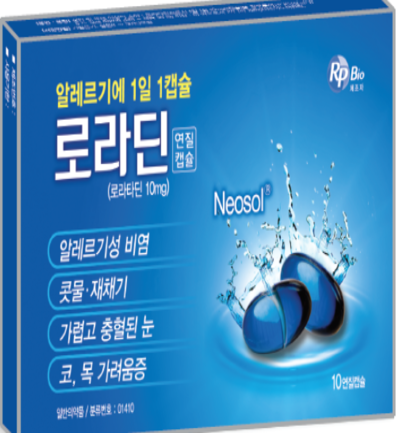 알레르기에 1일 1캡슐
로라딘 연질캡슐
(로라타딘 10mg)
Rp Bio
Neosol®
알레르기성 비염
콧물·재채기
가렵고 충혈된 눈
코, 목 가려움증
10연질캡슐
일반의약품 / 분류번호 : 01410